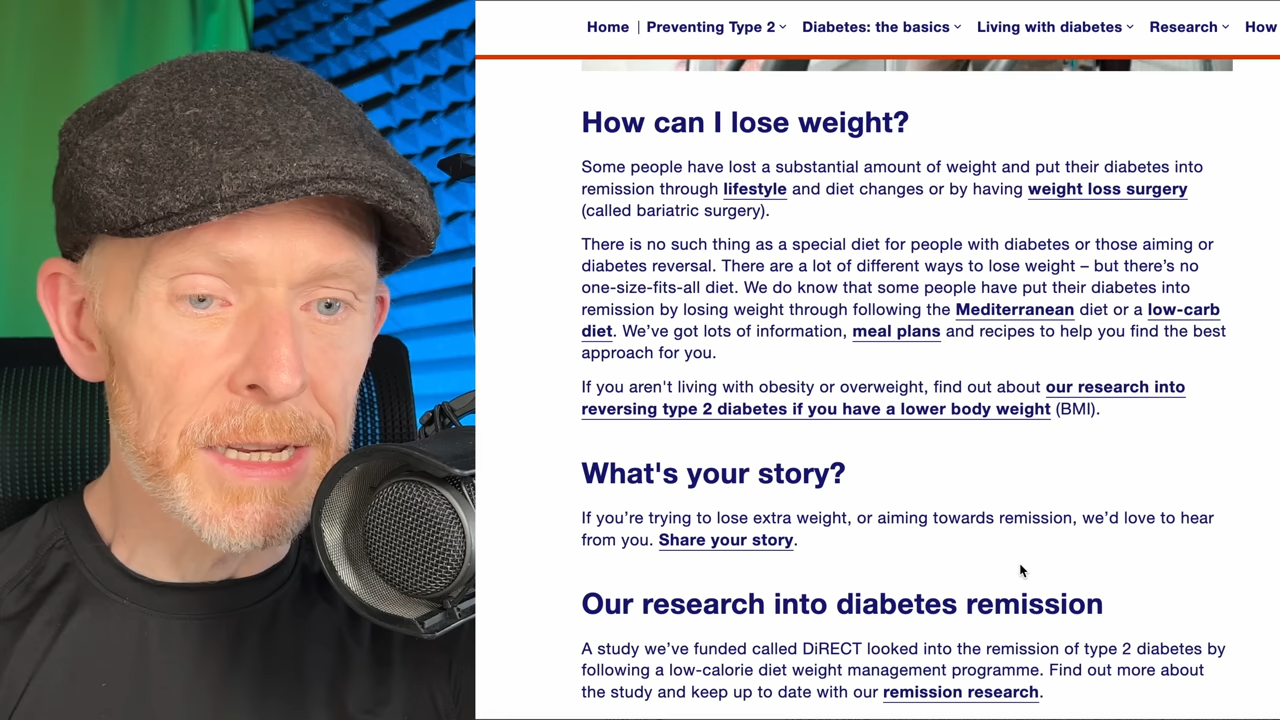 Home | Preventing Type 2 Diabetes: the basics Living with diabetes Research How
How can I lose weight?
Some people have lost a substantial amount of weight and put their diabetes into
remission through lifestyle and diet changes or by having weight loss surgery
(called bariatric surgery).
There is no such thing as a special diet for people with diabetes or those aiming or
diabetes reversal. There are a lot of different ways to lose weight – but there's no
one-size-fits-all diet. We do know that some people have put their diabetes into
remission by losing weight through following the Mediterranean diet or a low-carb
diet. We've got lots of information, meal plans and recipes to help you find the best
approach for you.
If you aren't living with obesity or overweight, find out about our research into
reversing type 2 diabetes if you have a lower body weight (BMI).
What's your story?
If you're trying to lose extra weight, or aiming towards remission, we'd love to hear
from you. Share your story.
Our research into diabetes remission
A study we've funded called DiRECT looked into the remission of type 2 diabetes by
following a low-calorie diet weight management programme. Find out more about
the study and keep up to date with our remission research.